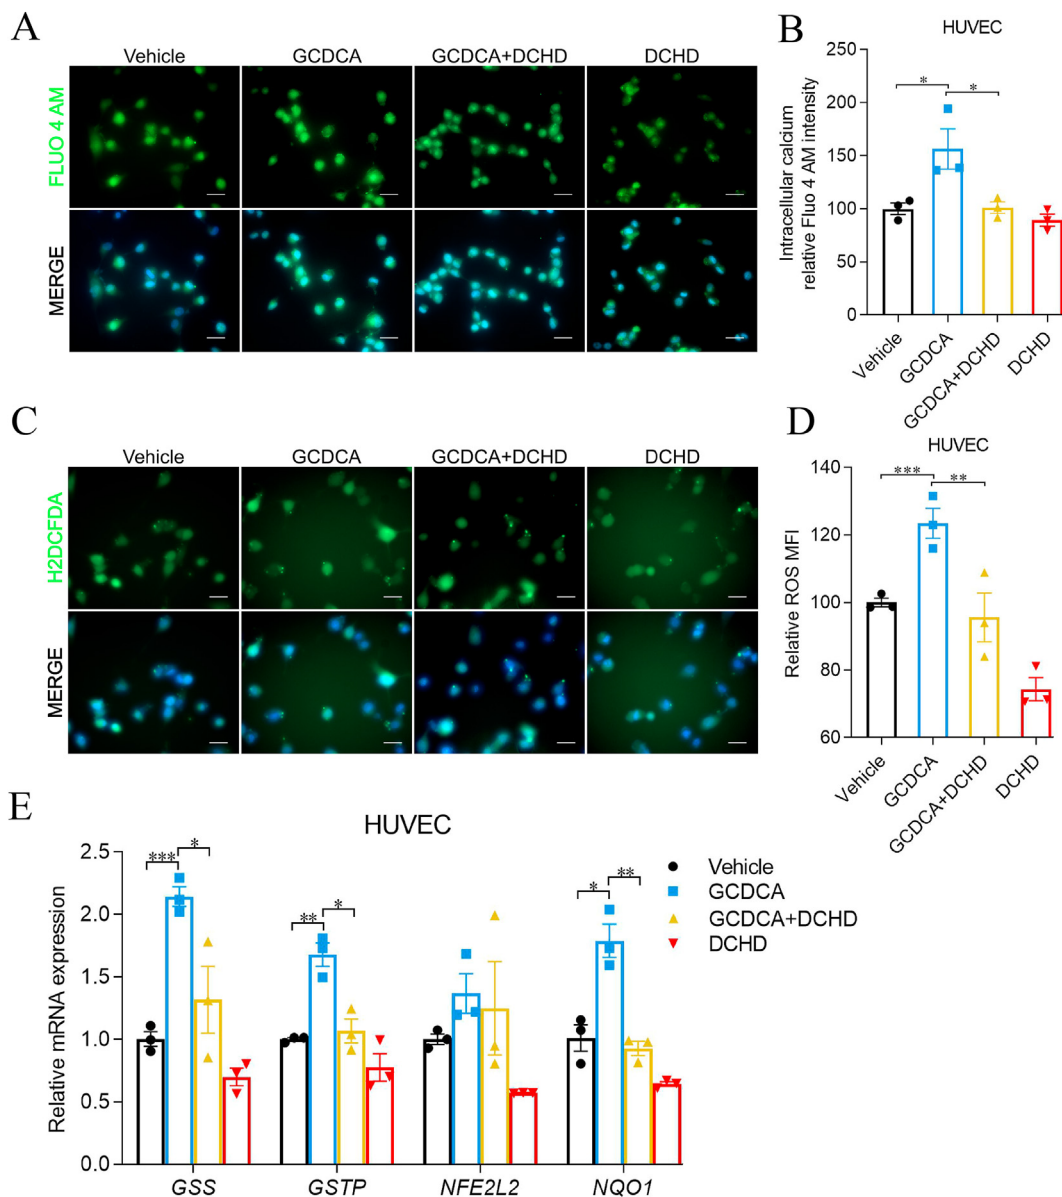 A
Vehicle GCDCA GCDCA+DCHD DCHD
FLUO 4 AM
MERGE
B
HUVEC
Intracellular calcium
relative Fluo 4 AM intensity
250
200
150
100
50
0
* *
Vehicle GCDCA GCDCA+DCHD DCHD
C
Vehicle GCDCA GCDCA+DCHD DCHD
H2DCFDA
MERGE
D
HUVEC
Relative ROS MFI
140
120
100
80
60
*** **
Vehicle GCDCA GCDCA+DCHD DCHD
E
HUVEC
Relative mRNA expression
2.5
2.0
1.5
1.0
0.5
0.0
*** * ** * * **
GSS GSTP NFE2L2 NQO1
Vehicle
GCDCA
GCDCA+DCHD
DCHD